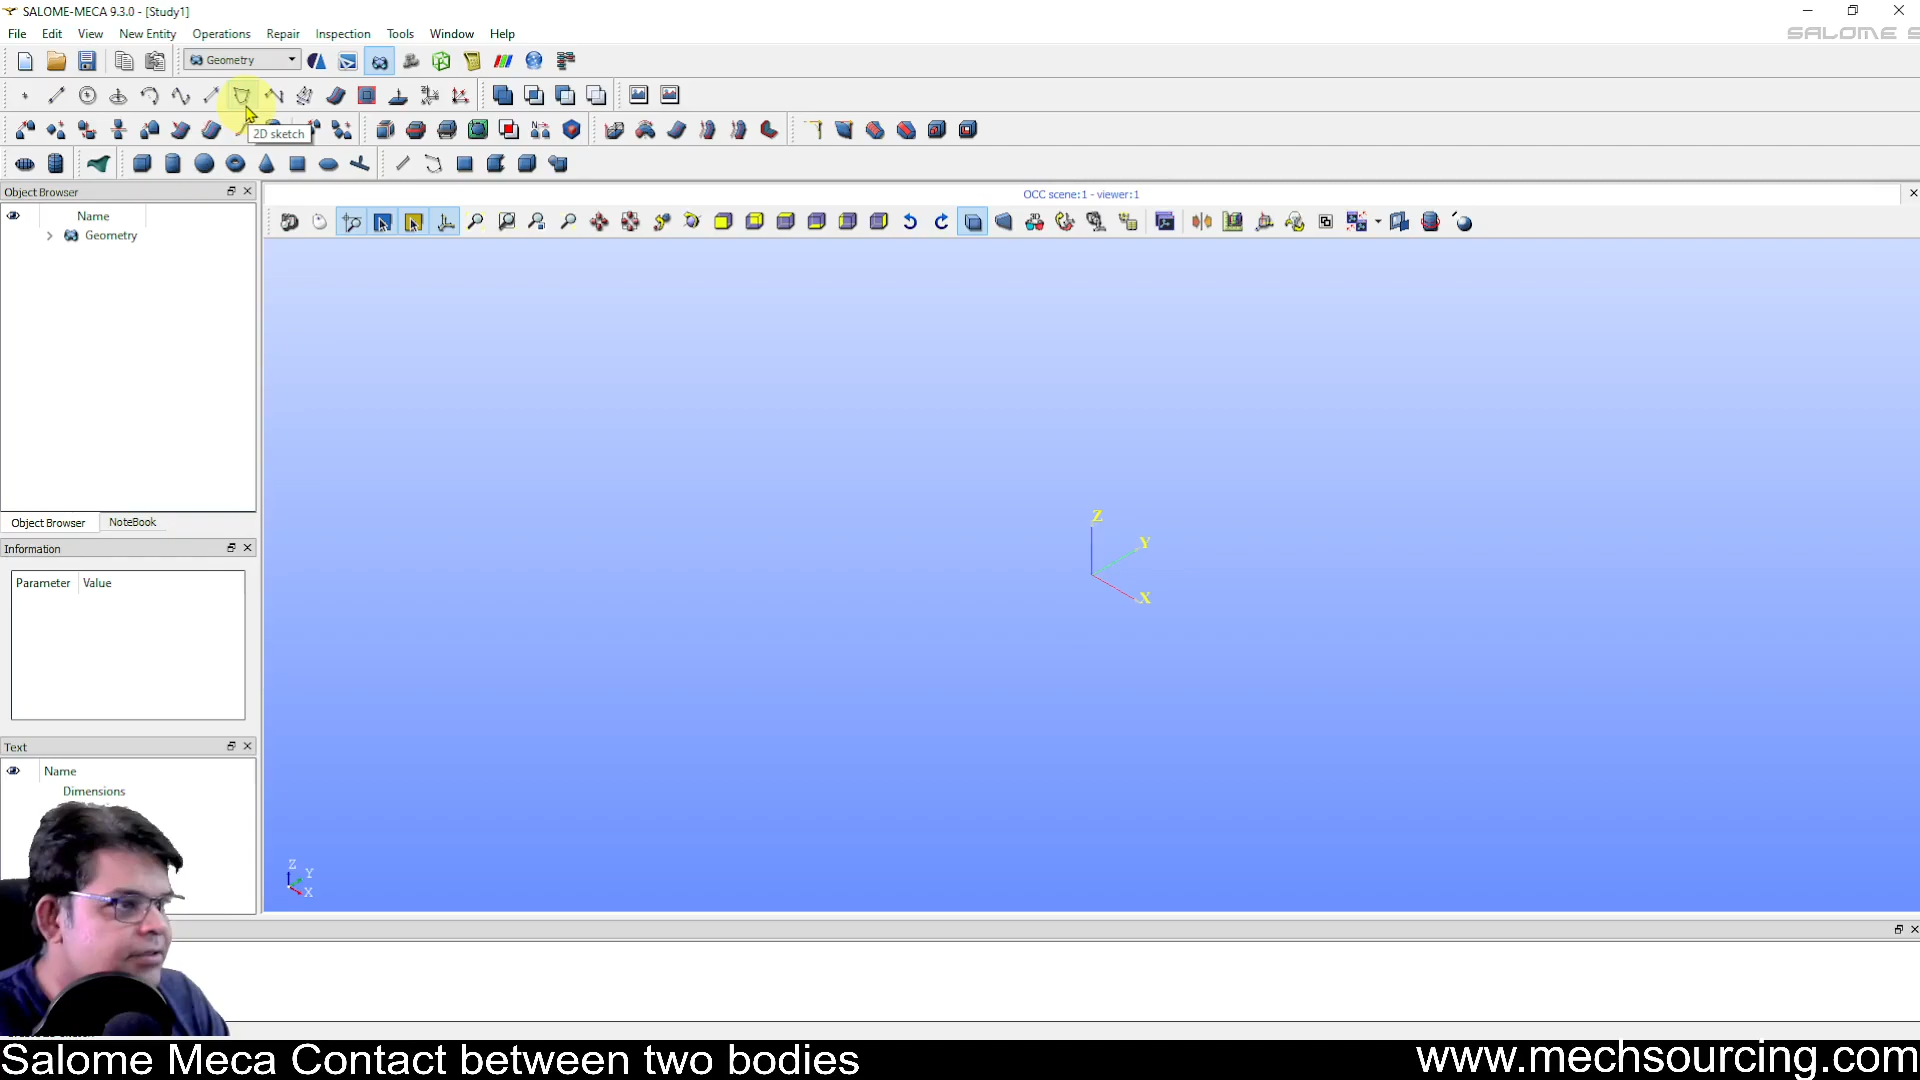 SALOME-MECA 9.3.0 - [Study1]
File Edit View New Entity Operations Repair Inspection Tools Window Help
SALOME
Geometry
2D sketch
Object Browser
OCC scene:1 - viewer:1
Name
Geometry
Z
Y
X
Object Browser NoteBook
Information
Parameter Value
Text
Name
Dimensions
Z
Y
X
Salome Meca Contact between two bodies
www.mechsourcing.com